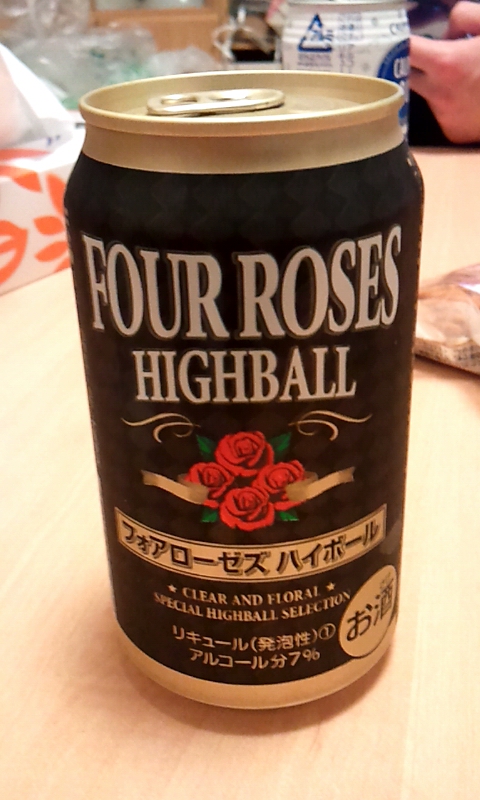 FOUR ROSES
HIGHBALL
フォアローゼズ ハイボール
★ CLEAR AND FLORAL ★
SPECIAL HIGHBALL SELECTION
お酒
リキュール(発泡性)①
アルコール分7%